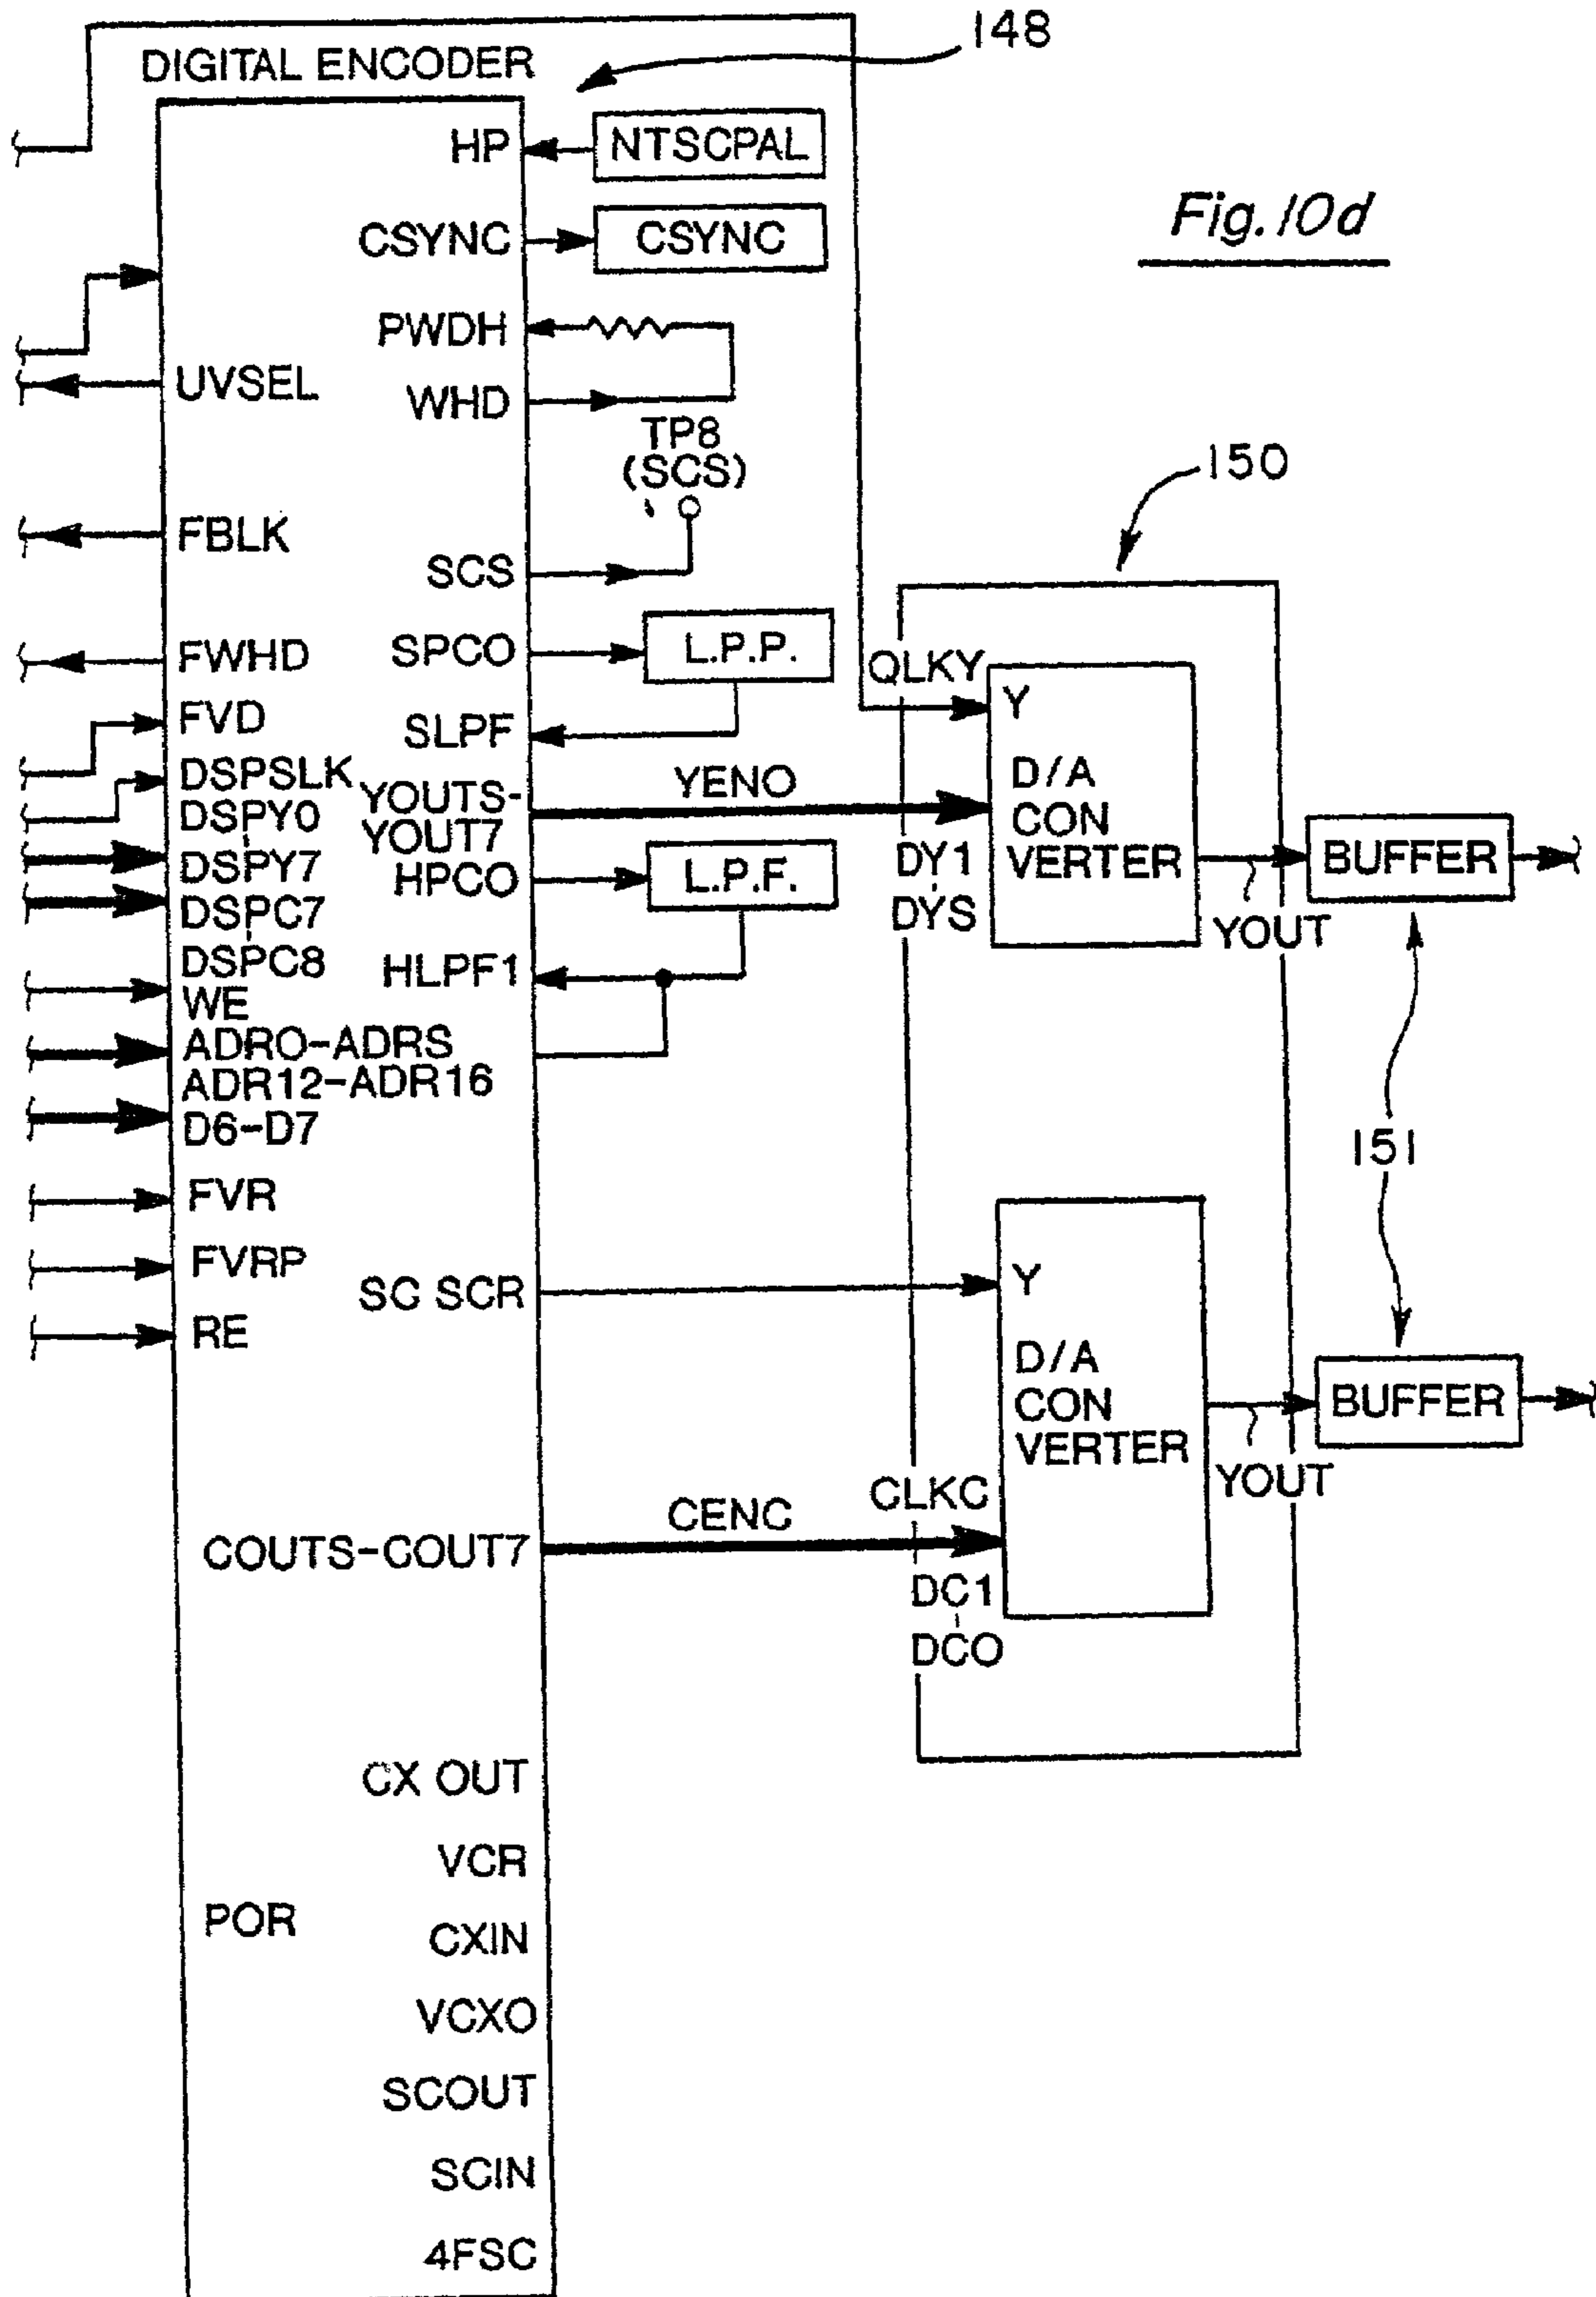 148
DIGITAL ENCODER
HP
NTSCPAL
Fig. 10d
CSYNC
CSYNC
PWDH
UVSEL
WHD
TP8
(SCS)
150
FBLK
SCS
FWHD
SPCO
L.P.P.
QLKY
Y
FVD
SLPF
DSPSLK
YOUTS-
YOUT7
YENO
D/A
CON
VERTER
DSPY0
DSPY7
HPCO
L.P.F.
DY1
DYS
YOUT
BUFFER
DSPC7
DSPC8
HLPF1
WE
ADRO-ADRS
ADR12-ADR16
D6-D7
151
FVR
FVRP
SC SCR
Y
RE
D/A
CON
VERTER
BUFFER
YOUT
CLKC
CENC
COUTS-COUT7
DC1
DCO
CX OUT
VCR
POR
CXIN
VCXO
SCOUT
SCIN
4FSC